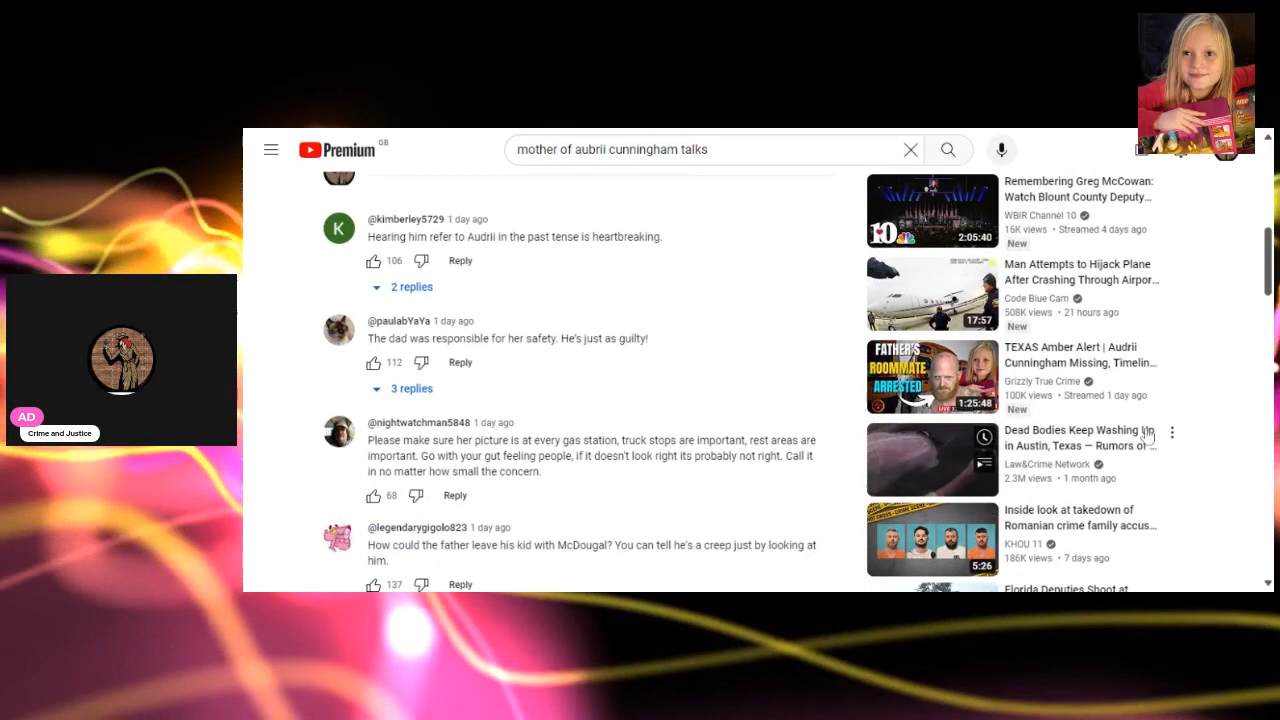 Premium GB
mother of aubrii cunningham talks
@kimberley5729 1 day ago
Hearing him refer to Audrii in the past tense is heartbreaking.
106 Reply
2 replies
@paulabYaYa 1 day ago
The dad was responsible for her safety. He's just as guilty!
112 Reply
3 replies
@nightwatchman5848 1 day ago
Please make sure her picture is at every gas station, truck stops are important, rest areas are
important. Go with your gut feeling people, if it doesn't look right its probably not right. Call it
in no matter how small the concern.
68 Reply
@legendarygigolo823 1 day ago
How could the father leave his kid with McDougal? You can tell he's a creep just by looking at
him.
137 Reply
Remembering Greg McCowan:
Watch Blount County Deputy...
WBIR Channel 10
16K views • Streamed 4 days ago
New
10
2:05:40
Man Attempts to Hijack Plane
After Crashing Through Airpor...
Code Blue Cam
508K views • 21 hours ago
New
17:57
TEXAS Amber Alert | Audrii
Cunningham Missing, Timelin...
Grizzly True Crime
100K views • Streamed 1 day ago
New
FATHER'S
ROOMMATE
ARRESTED
1:25:48
Dead Bodies Keep Washing Up
in Austin, Texas — Rumors of ...
Law&Crime Network
2.3M views • 1 month ago
Inside look at takedown of
Romanian crime family accus...
KHOU 11
186K views • 7 days ago
5:26
Florida Deputies Shoot at
AD
Crime and Justice